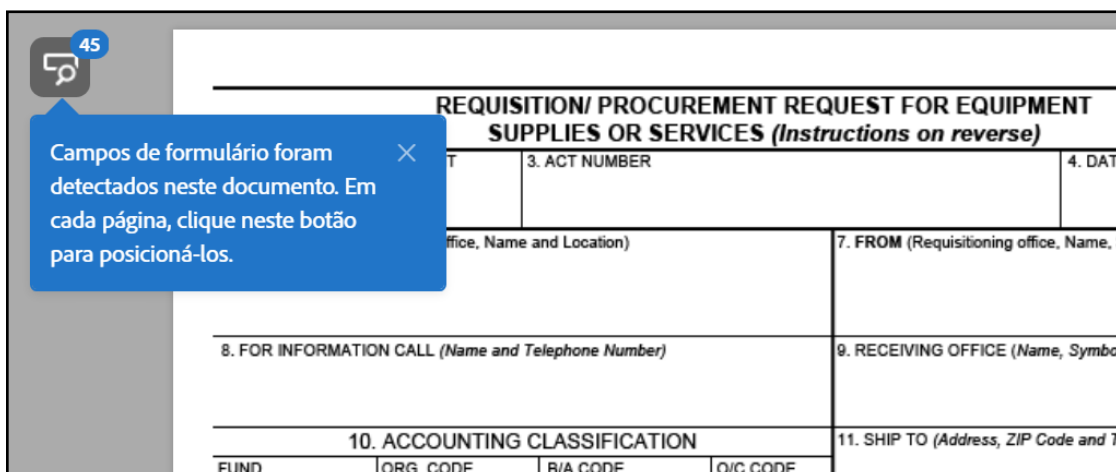 45
REQUISITION/ PROCUREMENT REQUEST FOR EQUIPMENT
SUPPLIES OR SERVICES (Instructions on reverse)
Campos de formulário foram
detectados neste documento. Em
cada página, clique neste botão
para posicioná-los.
T
3. ACT NUMBER
4. DAT
ffice, Name and Location)
7. FROM (Requisitioning office, Name,
8. FOR INFORMATION CALL (Name and Telephone Number)
9. RECEIVING OFFICE (Name, Symbo
10. ACCOUNTING CLASSIFICATION
11. SHIP TO (Address, ZIP Code and T
FUND ORG. CODE B/A CODE O/C CODE